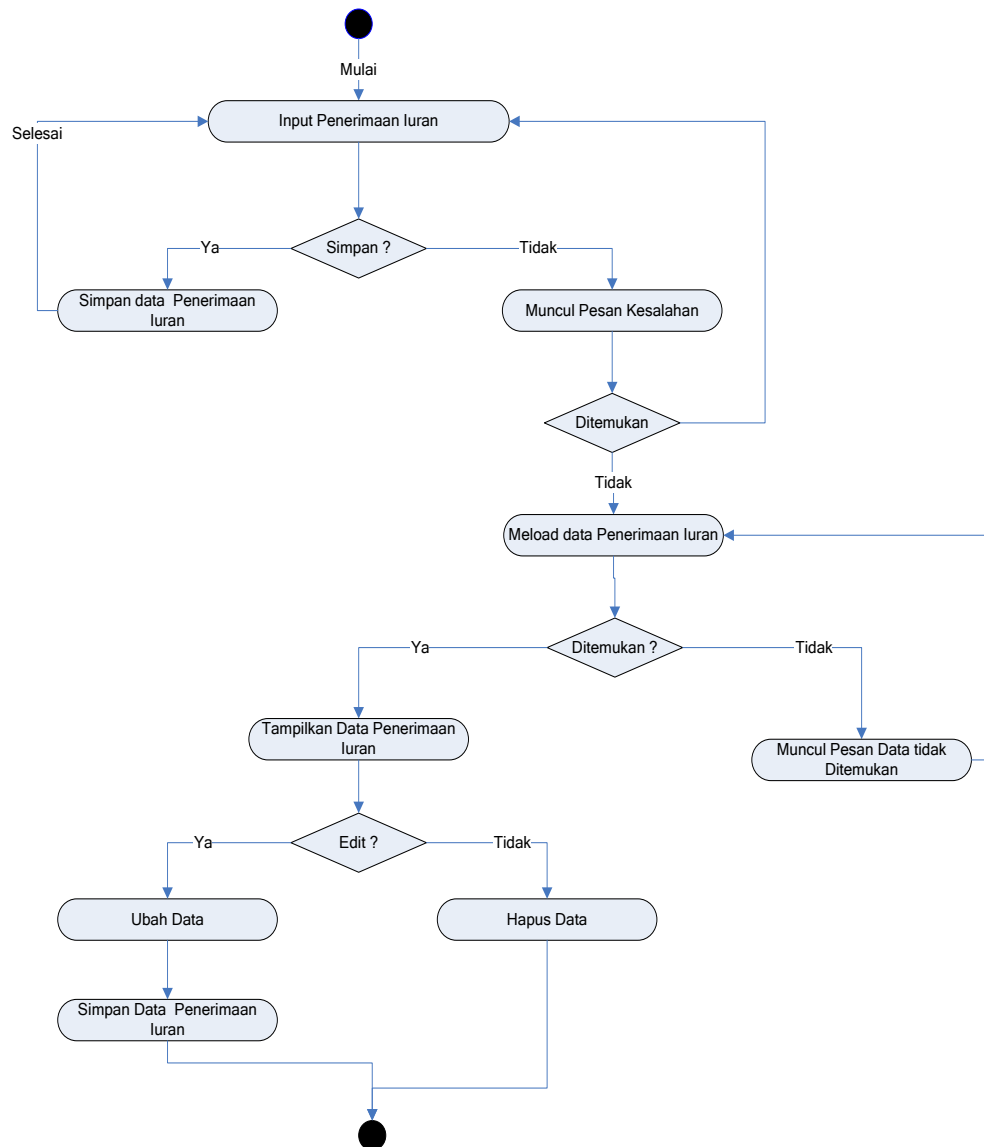 Mulai
Input Penerimaan Iuran
Selesai
Simpan ?
Ya
Tidak
Simpan data Penerimaan
Iuran
Muncul Pesan Kesalahan
Ditemukan
Tidak
Meload data Penerimaan Iuran
Ditemukan ?
Ya
Tidak
Tampilkan Data Penerimaan
Iuran
Muncul Pesan Data tidak
Ditemukan
Edit ?
Ya
Tidak
Ubah Data
Hapus Data
Simpan Data Penerimaan
Iuran